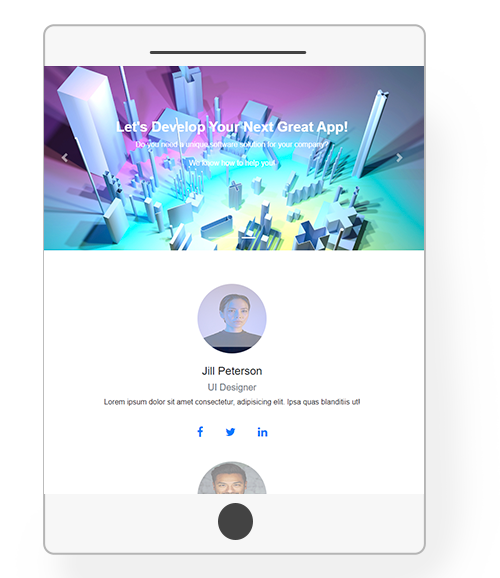 Let's Develop Your Next Great App!
Do you need a unique software solution for your company?
We know how to help you!
Jill Peterson
UI Designer
Lorem ipsum dolor sit amet consectetur, adipisicing elit. Ipsa quas blanditiis ut!